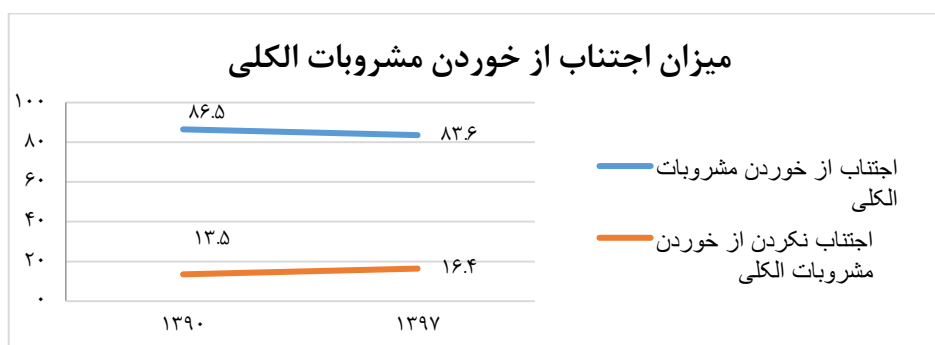 میزان اجتناب از خوردن مشروبات الکلی
۱۰۰
۸۰
۶۰
۴۰
۲۰
۰
۸۶.۵
۸۳.۶
۱۳.۵
۱۶.۴
۱۳۹۰
۱۳۹۷
اجتناب از خوردن مشروبات
الکلی
اجتناب نکردن از خوردن
مشروبات الکلی